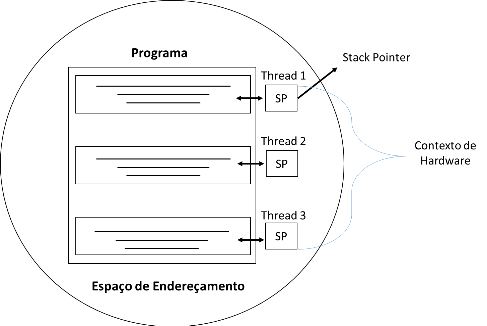 Programa
Thread 1
SP
Stack Pointer
Thread 2
SP
Contexto de
Hardware
Thread 3
SP
Espaço de Endereçamento